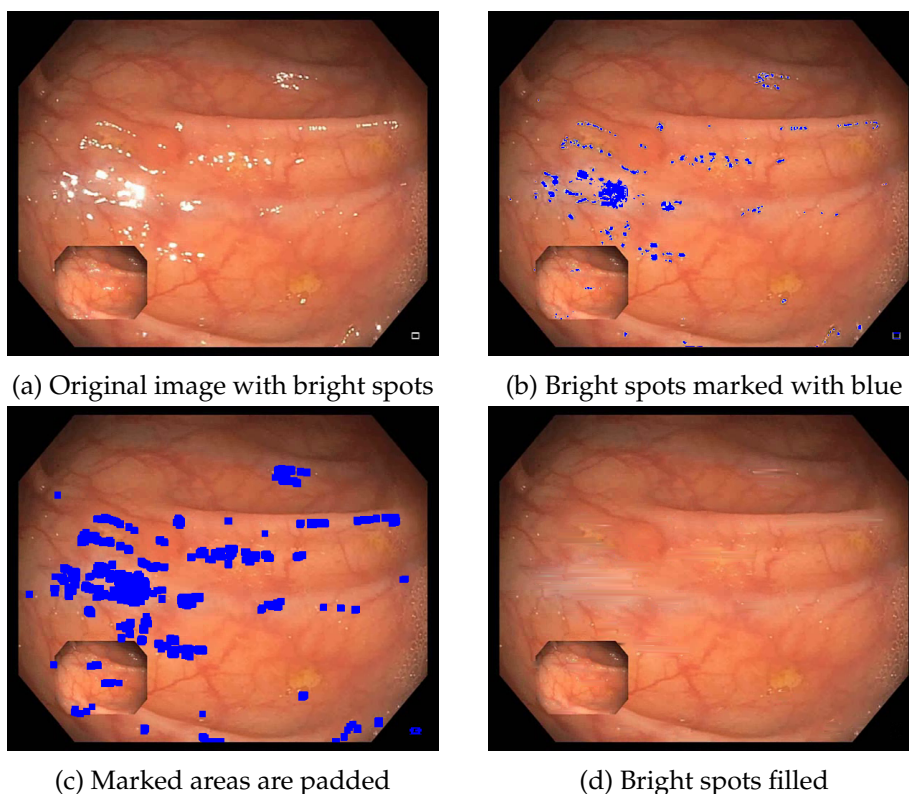 (a) Original image with bright spots
(b) Bright spots marked with blue
(c) Marked areas are padded
(d) Bright spots filled